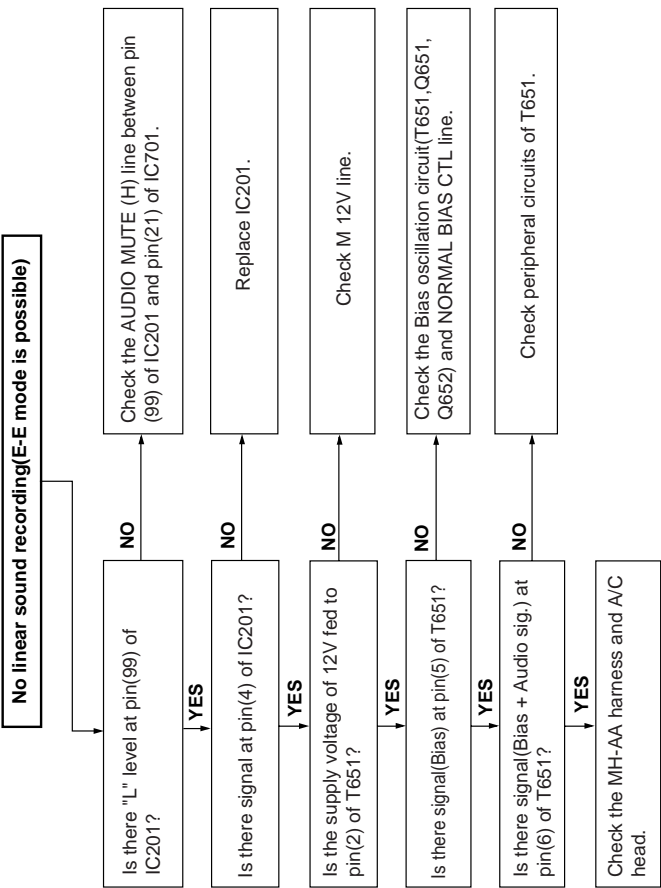 No linear sound recording(E-E mode is possible)
Is there "L" level at pin(99) of
IC201?
NO
Check the AUDIO MUTE (H) line between pin
(99) of IC201 and pin(21) of IC701.
YES
Is there signal at pin(4) of IC201?
NO
Replace IC201.
YES
Is the supply voltage of 12V fed to
pin(2) of T651?
NO
Check M 12V line.
YES
Is there signal(Bias) at pin(5) of T651?
NO
Check the Bias oscillation circuit(T651,Q651,
Q652) and NORMAL BIAS CTL line.
YES
Is there signal(Bias + Audio sig.) at
pin(6) of T651?
NO
Check peripheral circuits of T651.
YES
Check the MH-AA harness and A/C
head.